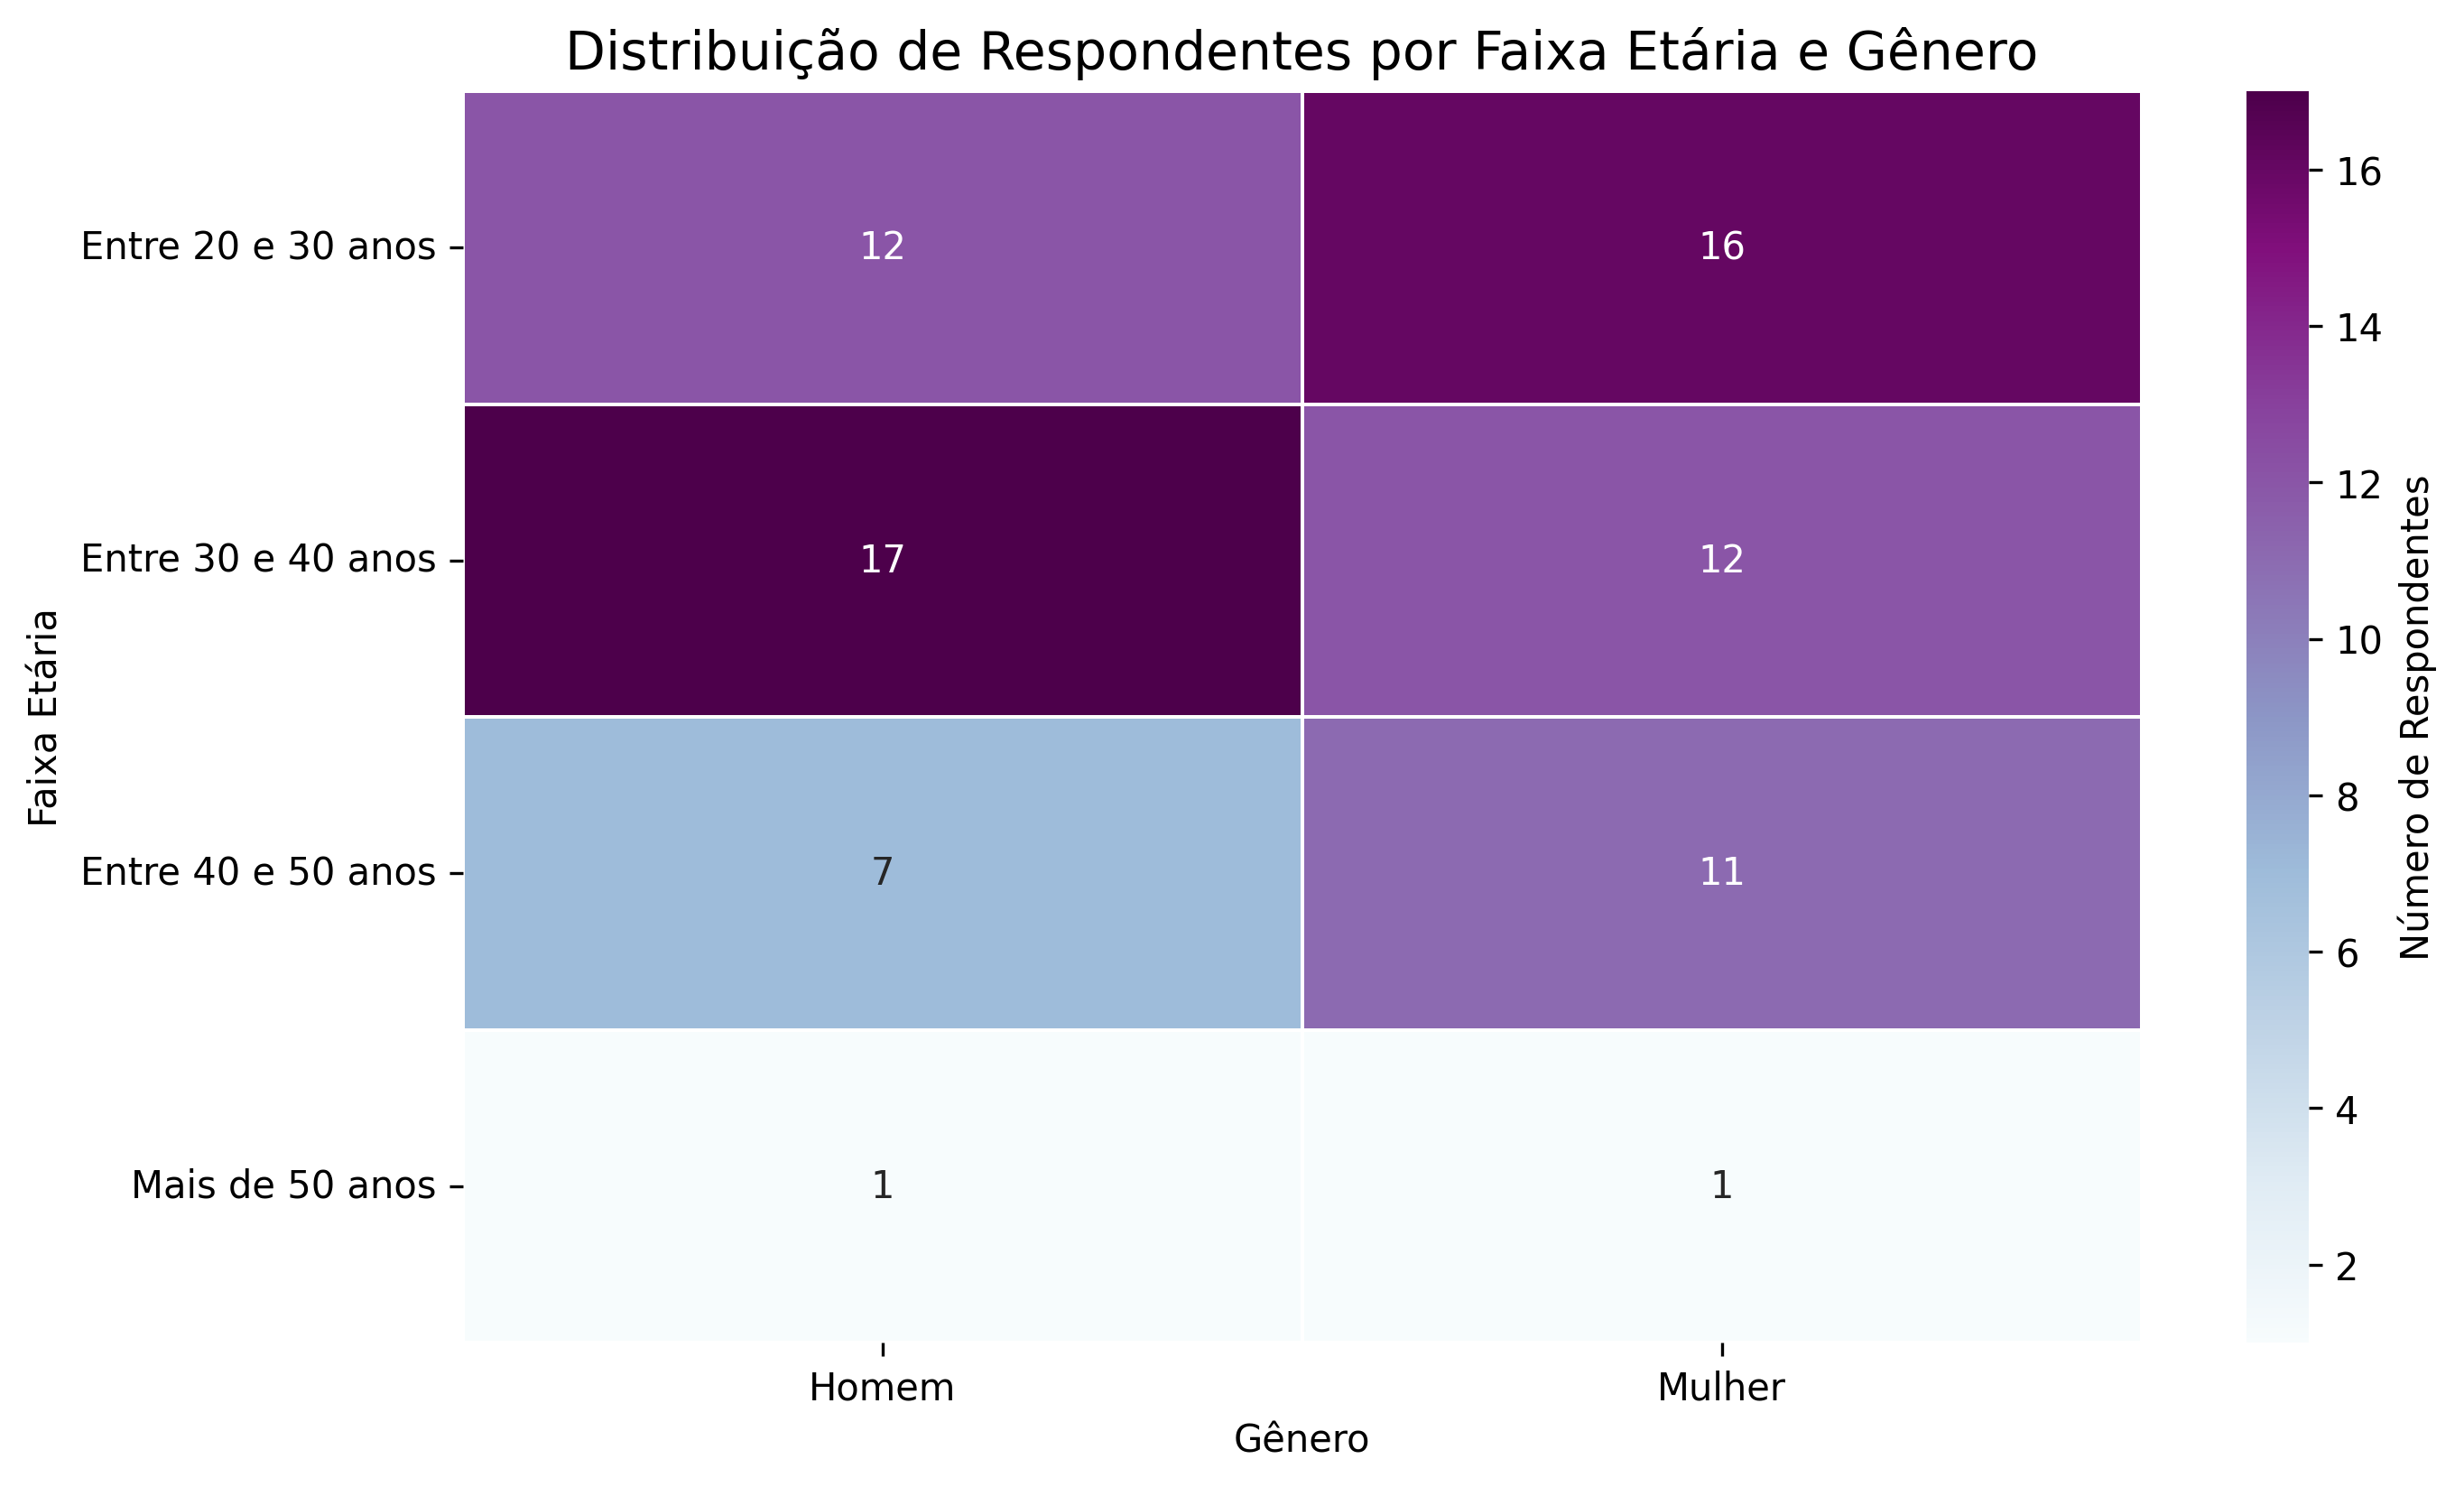 Distribuição de Respondentes por Faixa Etária e Gênero
Faixa Etária
Entre 20 e 30 anos
12
16
Entre 30 e 40 anos
17
12
Entre 40 e 50 anos
7
11
Mais de 50 anos
1
1
Homem
Mulher
Gênero
16
14
12
10
8
6
4
2
Número de Respondentes